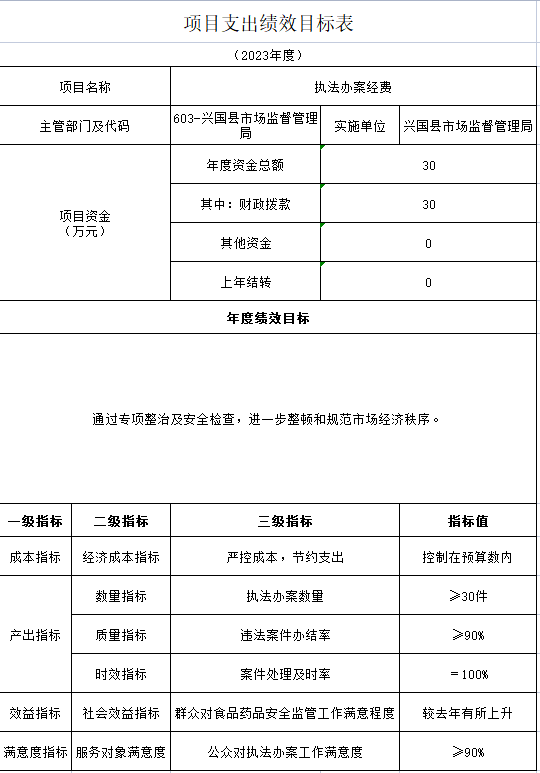 项目支出绩效目标表
（2023年度）
项目名称 执法办案经费
主管部门及代码 603-兴国县市场监督管理局 实施单位 兴国县市场监督管理局
项目资金
（万元）
年度资金总额 30
其中：财政拨款 30
其他资金 0
上年结转 0
年度绩效目标
通过专项整治及安全检查，进一步整顿和规范市场经济秩序。
一级指标 二级指标 三级指标 指标值
成本指标 经济成本指标 严控成本，节约支出 控制在预算数内
产出指标 数量指标 执法办案数量 ≥30件
质量指标 违法案件办结率 ≥90%
时效指标 案件处理及时率 ＝100%
效益指标 社会效益指标 群众对食品药品安全监管工作满意程度 较去年有所上升
满意度指标 服务对象满意度 公众对执法办案工作满意度 ≥90%